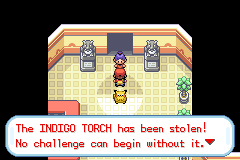 The INDIGO TORCH has been stolen!
No challenge can begin without it.